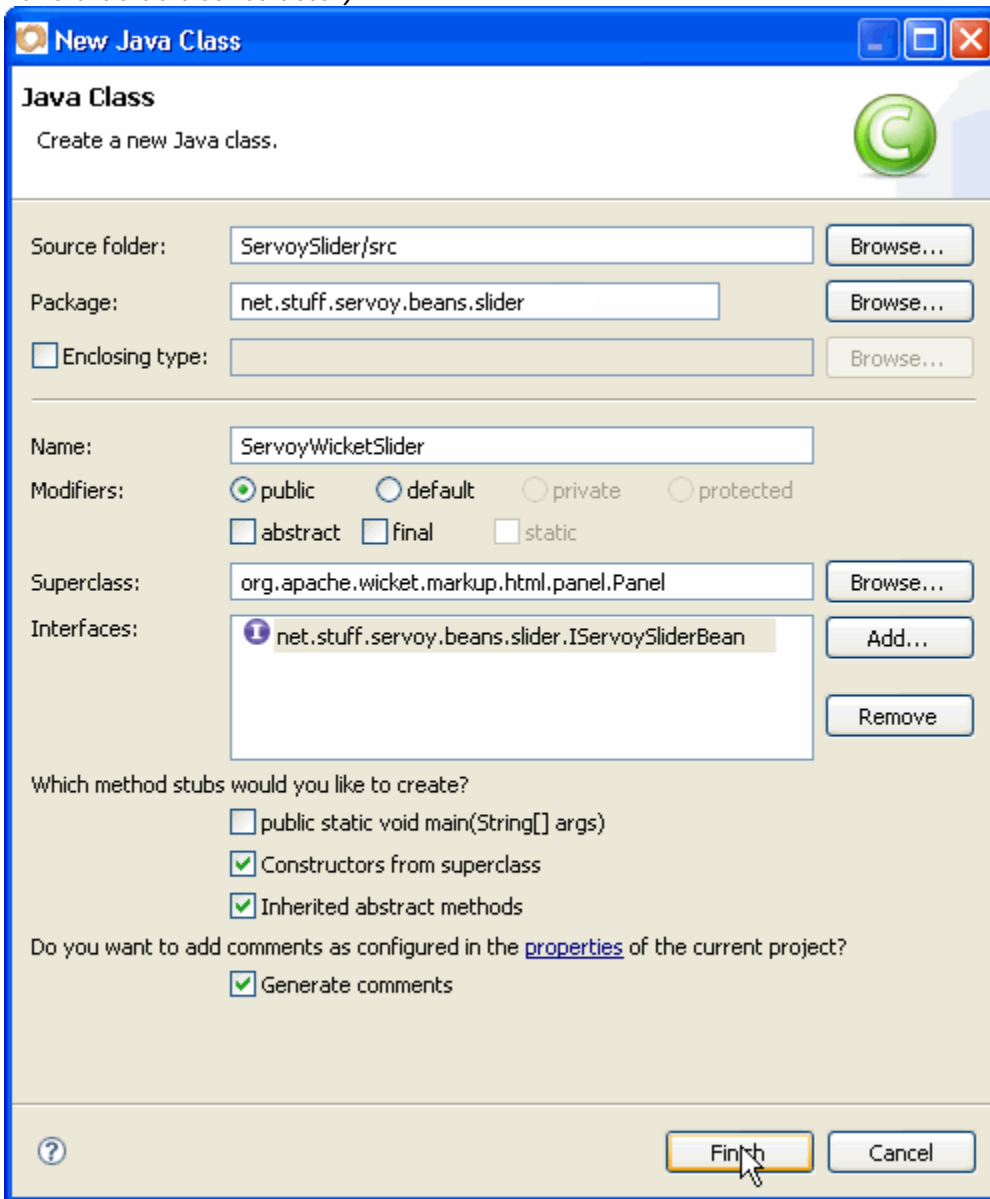 New Java Class
Java Class
Create a new Java class.
Source folder: ServoySlider/src Browse...
Package: net.stuff.servoy.beans.slider Browse...
Enclosing type: Browse...
Name: ServoyWicketSlider
Modifiers: public default private protected
abstract final static
Superclass: org.apache.wicket.markup.html.panel.Panel Browse...
Interfaces: net.stuff.servoy.beans.slider.IServoySliderBean Add...
Remove
Which method stubs would you like to create?
public static void main(String[] args)
Constructors from superclass
Inherited abstract methods
Do you want to add comments as configured in the properties of the current project?
Generate comments
Finish Cancel